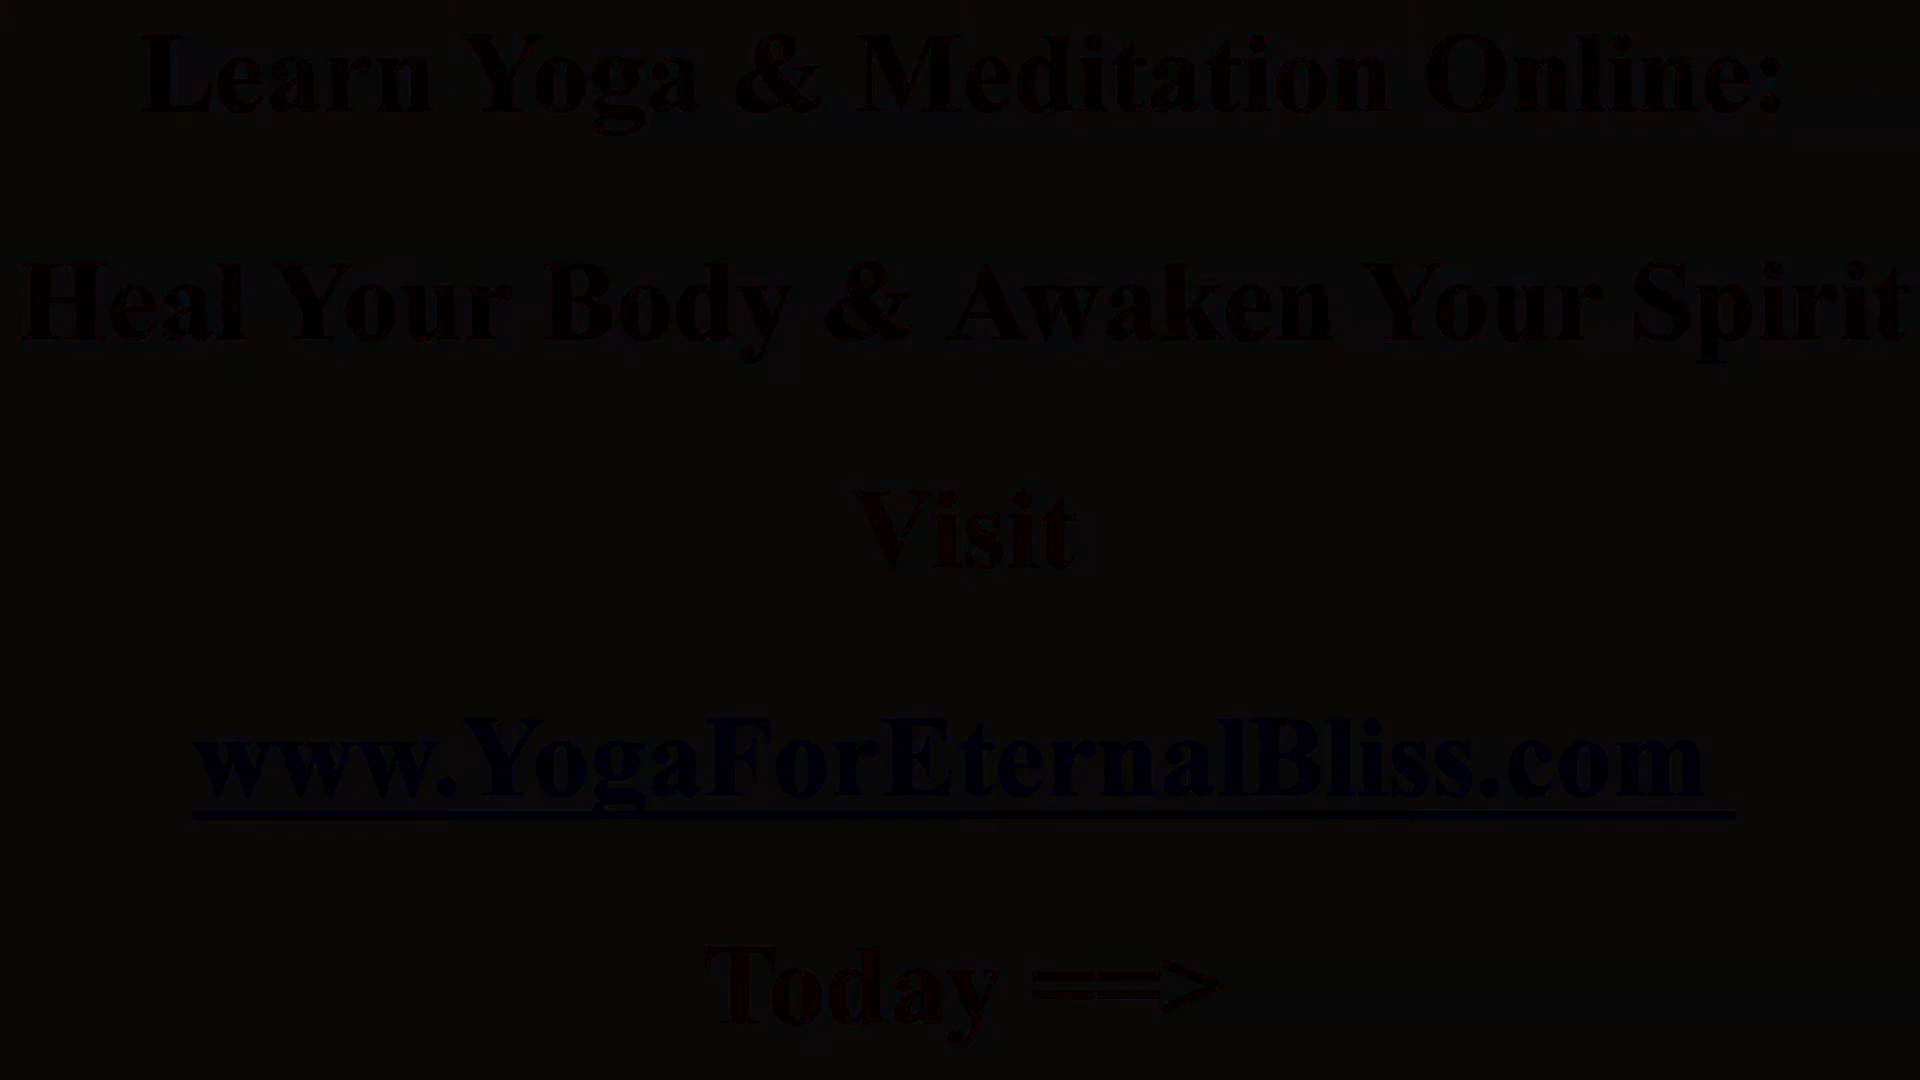 Learn Yoga & Meditation Online:
Heal Your Body & Awaken Your Spirit
Visit
www.YogaForEternalBliss.com
Today ==>